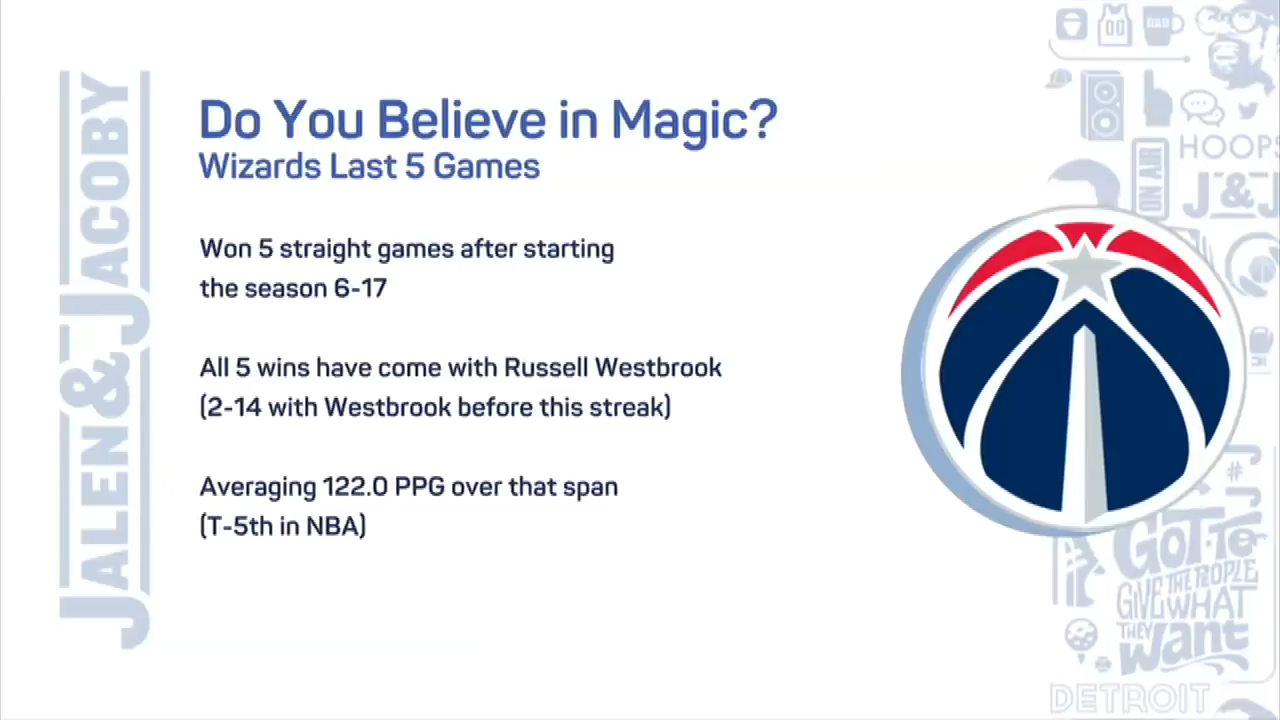 JALEN & JACOBY
Do You Believe in Magic?
Wizards Last 5 Games
Won 5 straight games after starting
the season 6-17
All 5 wins have come with Russell Westbrook
(2-14 with Westbrook before this streak)
Averaging 122.0 PPG over that span
(T-5th in NBA)
00
DAD
HOOPS
ON AIR
J&J
#
GOT TO
GIVE THE PEOPLE
WHAT
THEY
Want
DETROIT